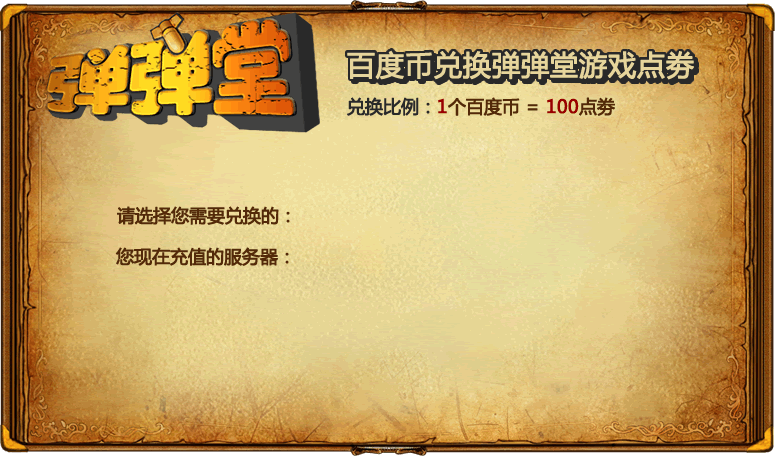 弹弹堂
百度币兑换弹弹堂游戏点劵
兑换比例：1个百度币 = 100点劵
请选择您需要兑换的：
您现在充值的服务器：